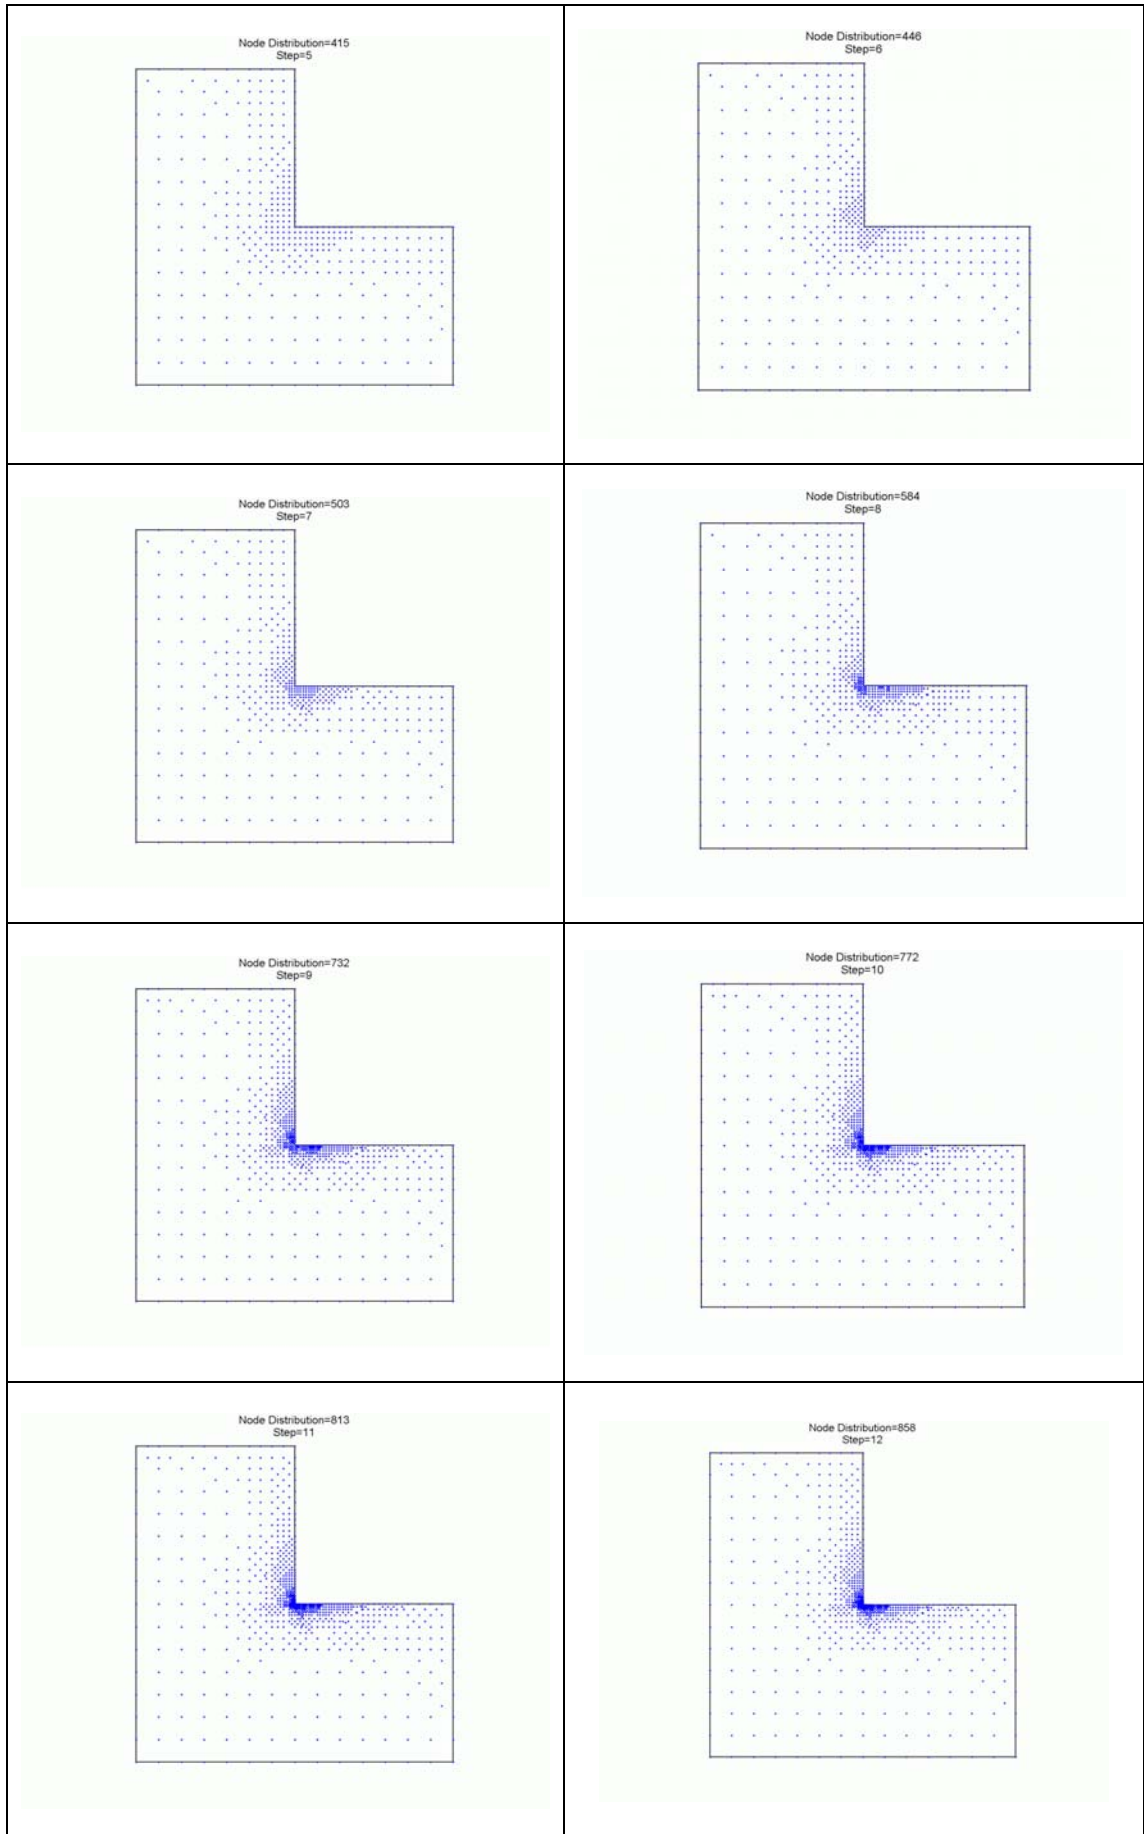 Node Distribution=415
Step=5
Node Distribution=446
Step=6
Node Distribution=503
Step=7
Node Distribution=584
Step=8
Node Distribution=732
Step=9
Node Distribution=772
Step=10
Node Distribution=813
Step=11
Node Distribution=858
Step=12